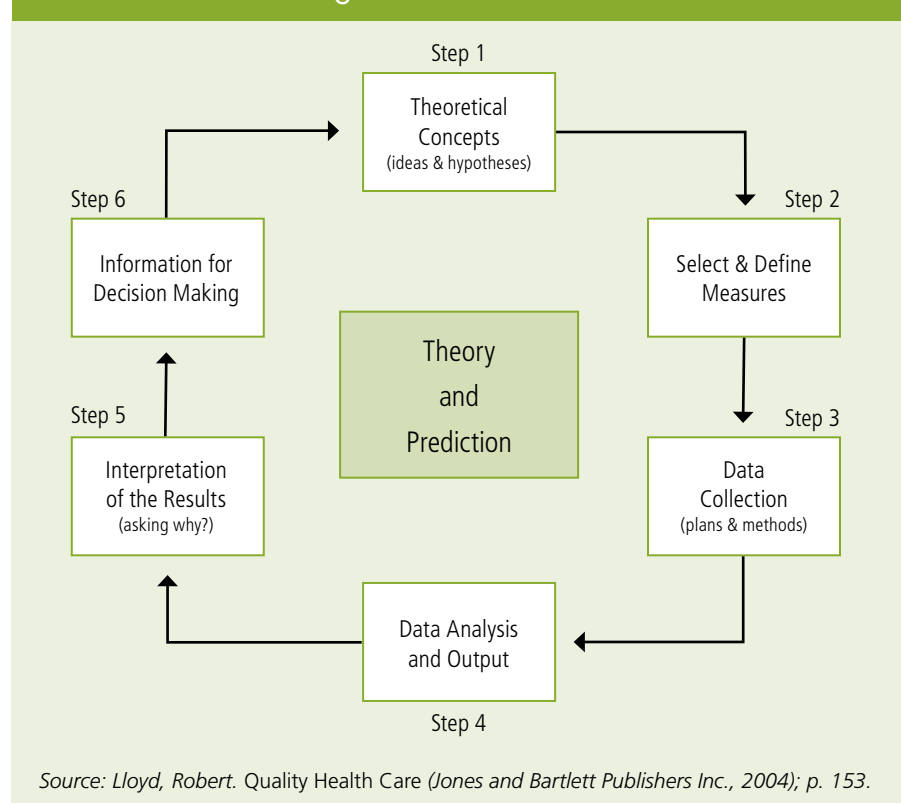 Step 1
Theoretical
Concepts
(ideas & hypotheses)
Step 2
Select & Define
Measures
Step 3
Data
Collection
(plans & methods)
Step 4
Data Analysis
and Output
Step 5
Interpretation
of the Results
(asking why?)
Step 6
Information for
Decision Making
Theory
and
Prediction
Source: Lloyd, Robert. Quality Health Care (Jones and Bartlett Publishers Inc., 2004); p. 153.